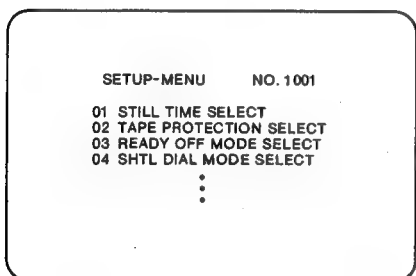 SETUP-MENU NO. 1001
01 STILL TIME SELECT
02 TAPE PROTECTION SELECT
03 READY OFF MODE SELECT
04 SHTL DIAL MODE SELECT